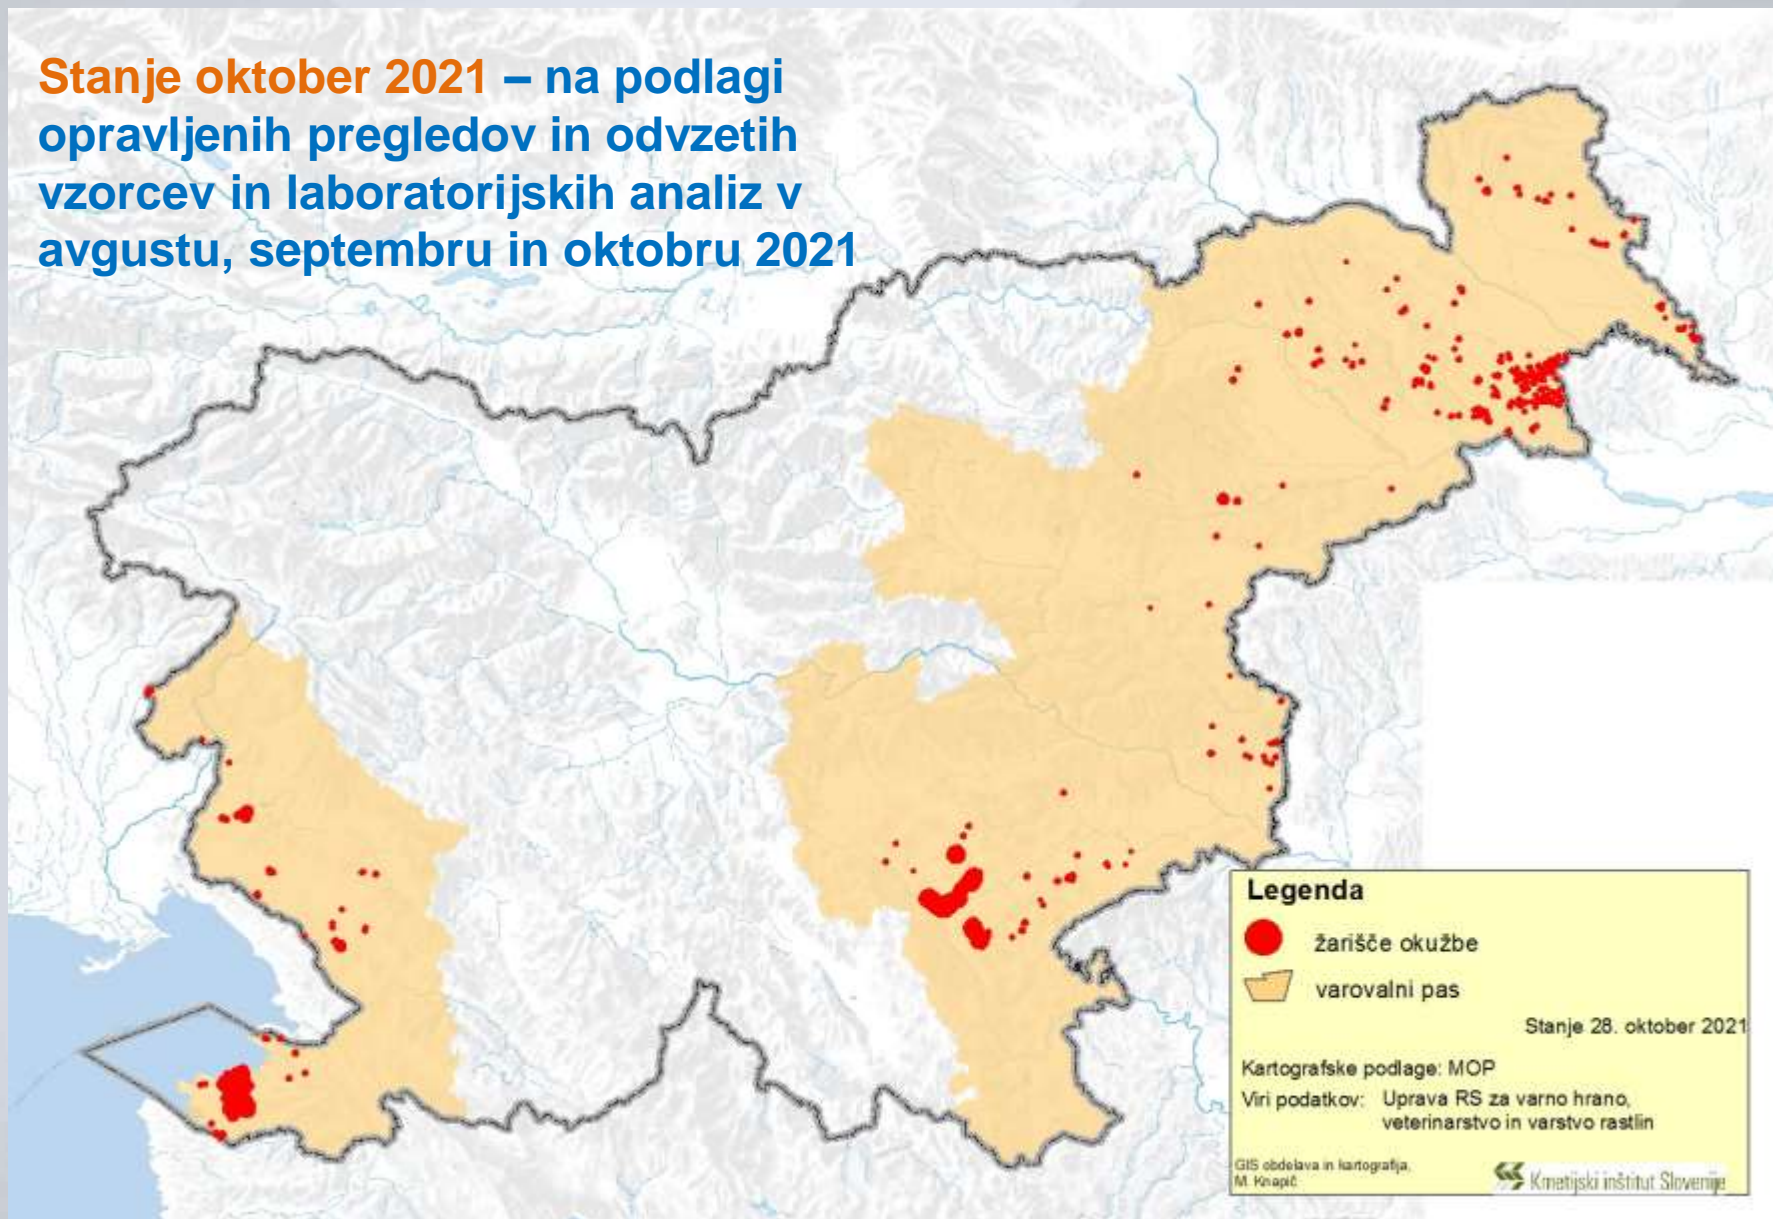 Stanje oktober 2021 – na podlagi
opravljenih pregledov in odvzetih
vzorcev in laboratorijskih analiz v
avgustu, septembru in oktobru 2021
Legenda
žarišče okužbe
varovalni pas
Stanje 28. oktober 2021
Kartografske podlage: MOP
Viri podatkov: Uprava RS za varno hrano,
veterinarstvo in varstvo rastlin
GIS obdelava in kartografija,
M. Knapič
Kmetijski inštitut Slovenije